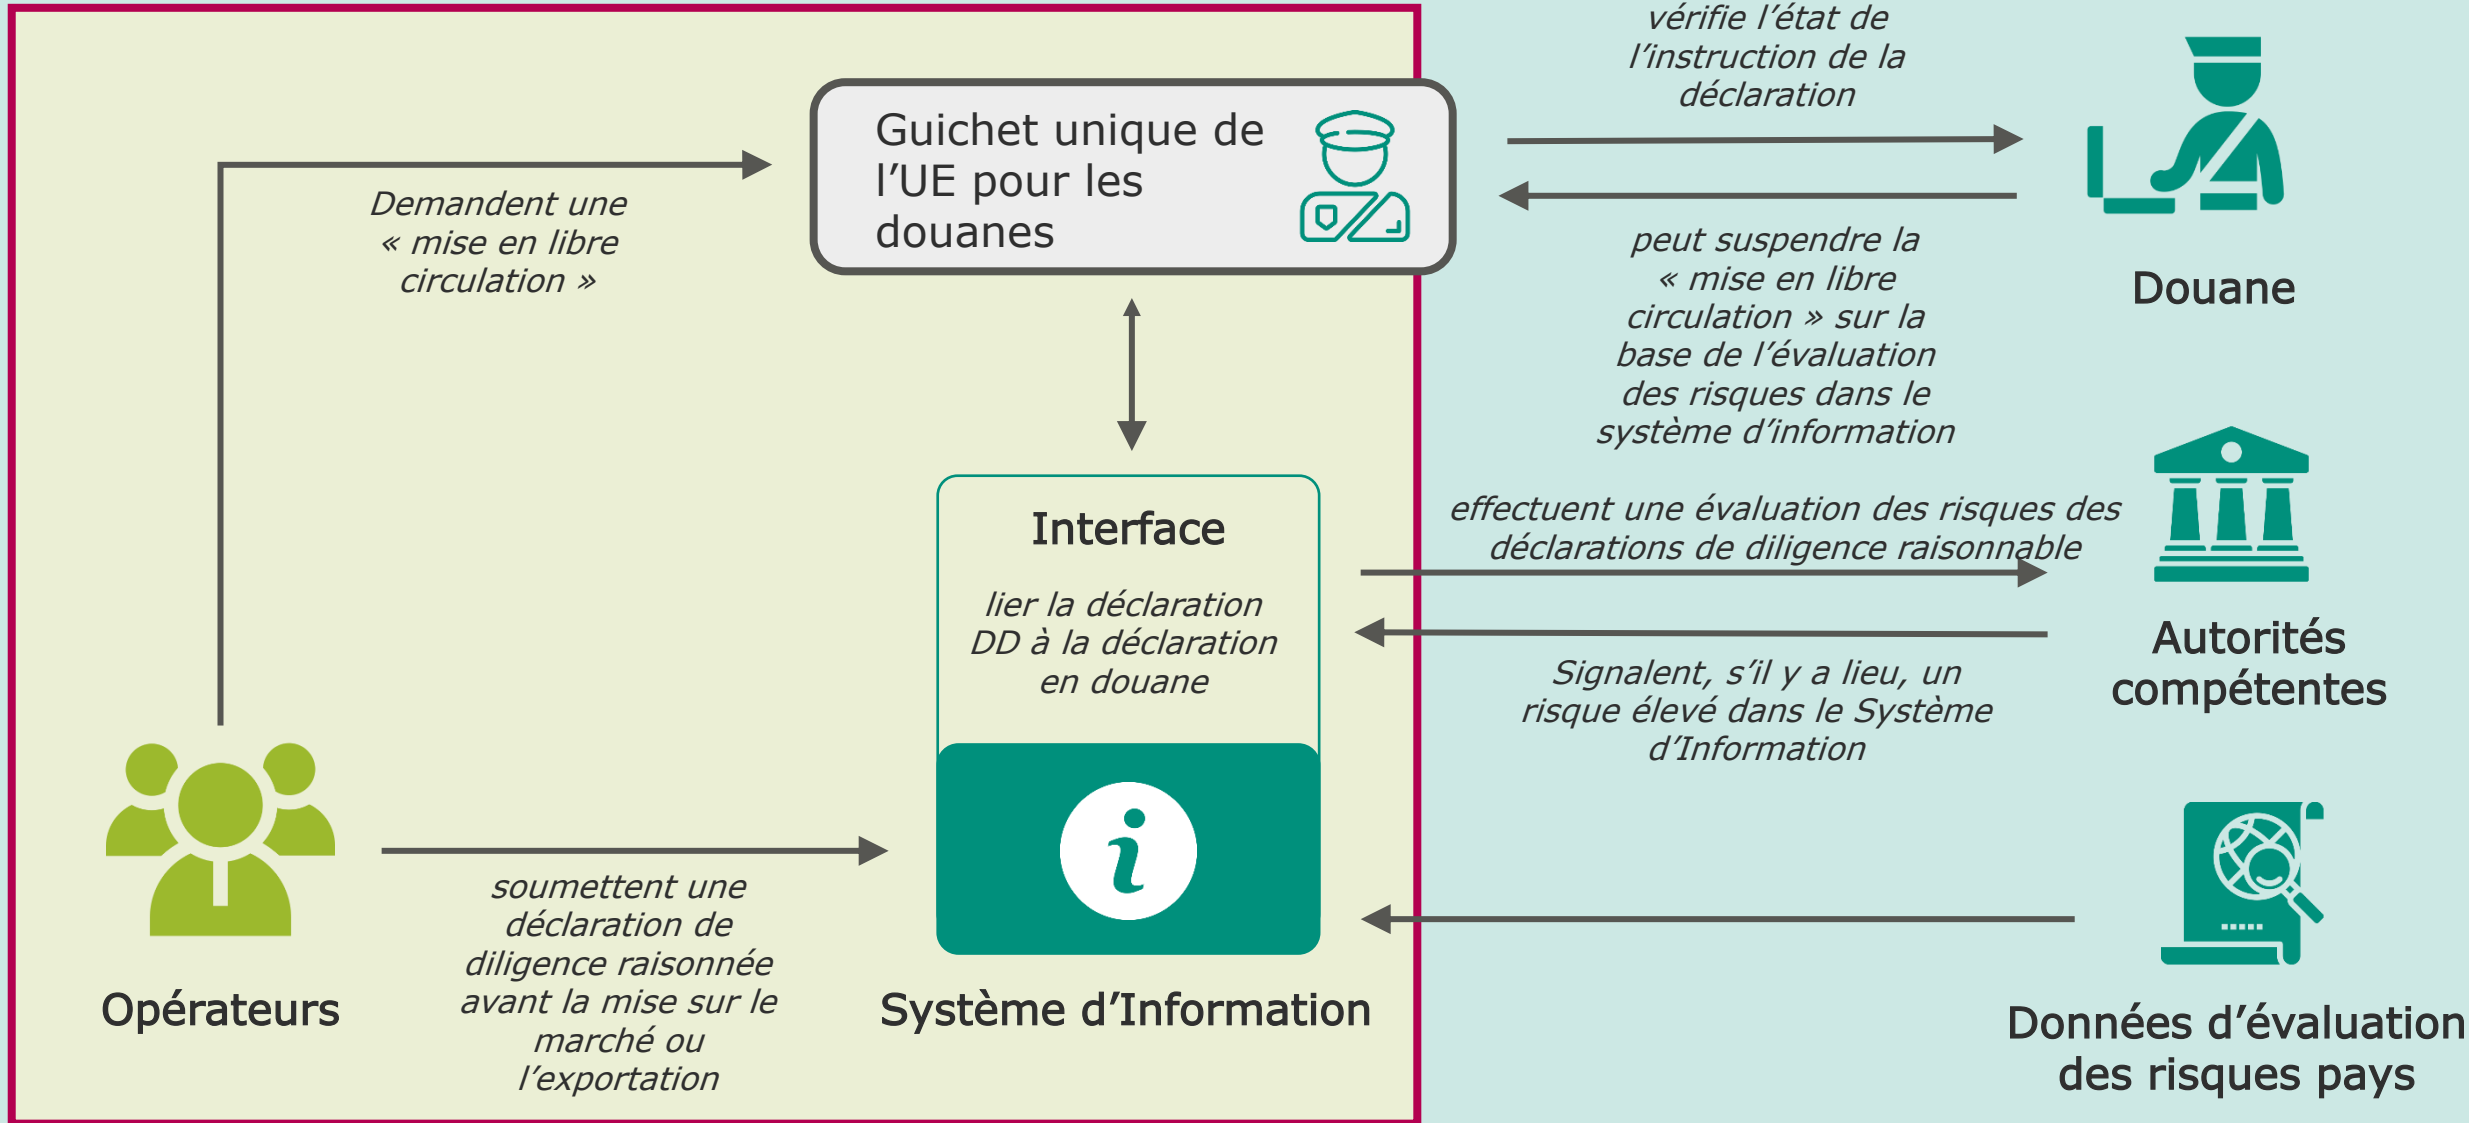 vérifie l’état de
l’instruction de la
déclaration
Guichet unique de
l’UE pour les
douanes
Demandent une
« mise en libre
circulation »
peut suspendre la
« mise en libre
circulation » sur la
base de l’évaluation
des risques dans le
système d’information
Douane
Interface
lier la déclaration
DD à la déclaration
en douane
effectuent une évaluation des risques des
déclarations de diligence raisonnable
Signalent, s’il y a lieu, un
risque élevé dans le Système
d’Information
Autorités
compétentes
i
soumettent une
déclaration de
diligence raisonnée
avant la mise sur le
marché ou
l’exportation
Opérateurs
Système d’Information
Données d’évaluation
des risques pays